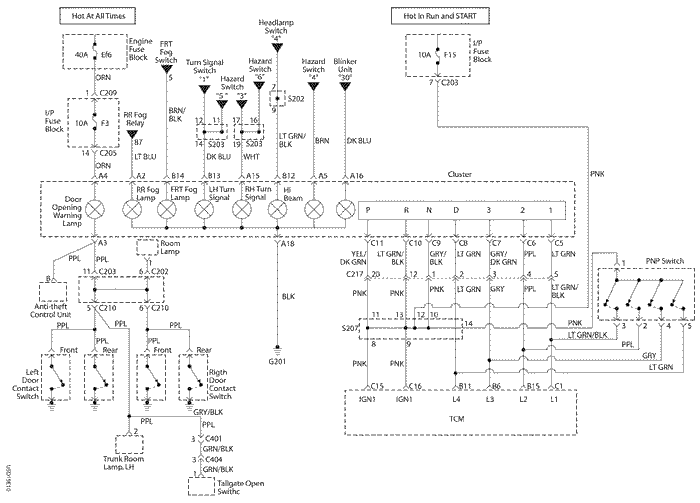 Hot At All Times
Hot In Run and START
Headlamp
Switch
"4"
Engine
Fuse
Block
40A Ef6
FRT
Fog
Switch
5
Turn Signal
Switch
"1"
"5"
Hazard
Switch
"3"
Hazard
Switch
"6"
Hazard
Switch
"4"
Blinker
Unit
"30"
10A F15
I/P
Fuse
Block
7 C203
ORN
1 C209
I/P
Fuse
Block
10A F3
14 C205
ORN
RR Fog
Relay
87
BRN/
BLK
12 11
14 S203
17 16
19 S203
7
S202
9
LT BLU
DK BLU
WHT
LT GRN/
BLK
BRN
DK BLU
PNK
A4 A2 B14 B13 A15 B12 A5 A16
Cluster
Door
Opening
Warning
Lamp
RR Fog
Lamp
FRT Fog
Lamp
LH Turn
Signal
RH Turn
Signal
Hi
Beam
P R N D 3 2 1
A3
A18
C11 C10 C9 C8 C7 C6 C5
PPL PPL
Room
Lamp
1
YEL/
DK GRN
LT GRN/
BLK
GRY/
BLK
LT GRN
GRY/
DK GRN
PPL
LT GRN
C217 20 12 1 2 3 4 5
11 C203 6 C202
8
Anti-theft
Control Unit
BLK
PNK PNK
LT GRN/
BLK
PNP Switch
1
5 C210 6 C210
S207
11 13 12 10
14
8 9
PNK
3 2 4 5
LT GRN/BLK
PPL
GRY
LT GRN
PPL PPL PPL PPL
PPL PPL
Front Rear Front Rear
G201
Left
Door
Contact
Switch
Rigth
Door
Contact
Switch
PNK PNK
C15 C16 B11 B6 B15 C1
IGN1 IGN1 L4 L3 L2 L1
TCM
GRY/BLK
PPL PPL
2
Trunk Room
Lamp, LH
3 C401
GRN/BLK
3 C404
GRN/BLK
1
Tallgate Open
Swithc